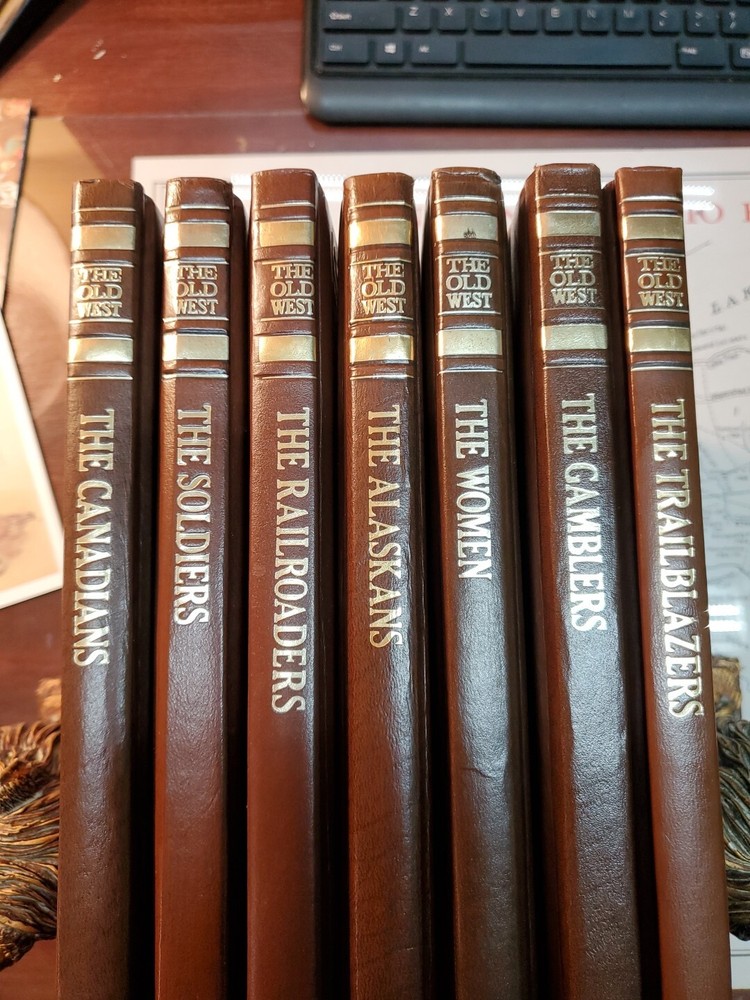 THE
OLD
WEST
THE CANADIANS
THE
OLD
WEST
THE SOLDIERS
THE
OLD
WEST
THE RAILROADERS
THE
OLD
WEST
THE ALASKANS
THE
OLD
WEST
THE WOMEN
THE
OLD
WEST
THE GAMBLERS
THE
OLD
WEST
THE TRAILBLAZERS
Z X C V B N M